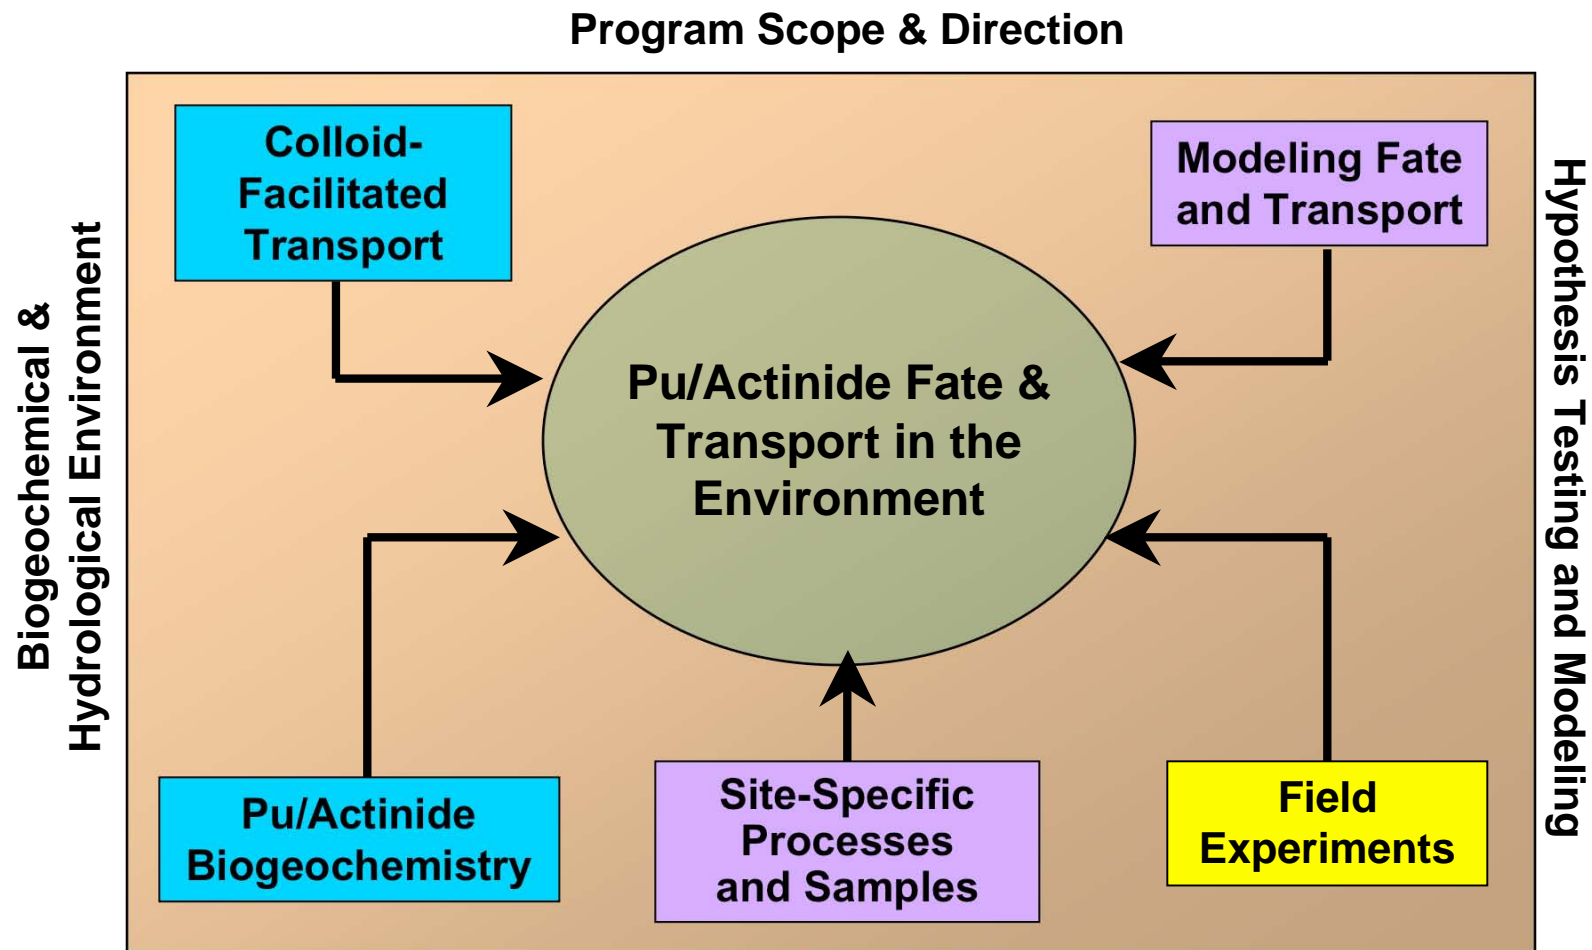 Program Scope & Direction
Biogeochemical &
Hydrological Environment
Colloid-
Facilitated
Transport
Modeling Fate
and Transport
Hypothesis Testing and Modeling
Pu/Actinide Fate &
Transport in the
Environment
Pu/Actinide
Biogeochemistry
Site-Specific
Processes
and Samples
Field
Experiments